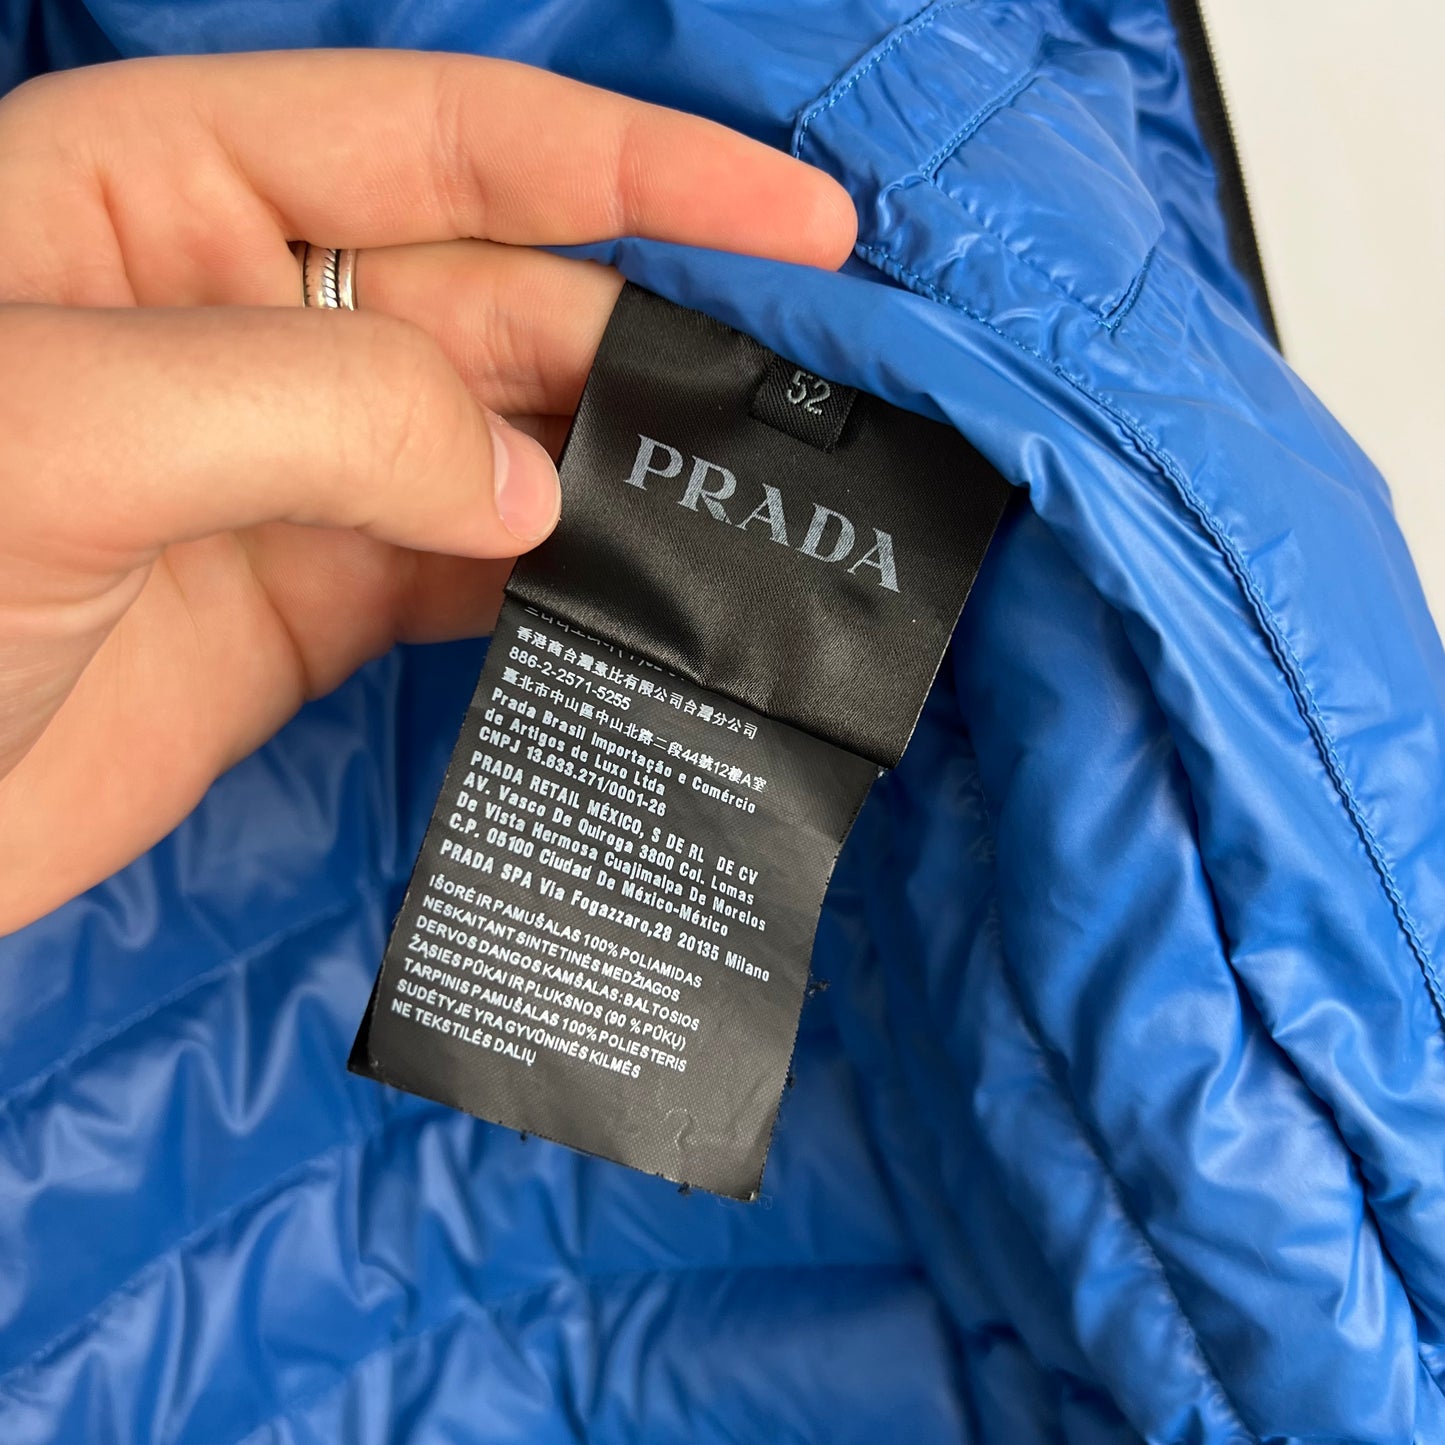 52
PRADA
香港商台灣薏比有限公司台灣分公司
886-2-2571-5255
臺北市中山區中山北路二段44號12樓A室
Prada Brasil Importação e Comércio
de Artigos de Luxo Ltda
CNPJ 13.633.271/0001-26
PRADA RETAIL MÉXICO, S DE RL DE CV
AV. Vasco De Quiroga 3800 Col. Lomas
De Vista Hermosa Cuajimalpa De Morelos
C.P. 05100 Ciudad De México-México
PRADA SPA Via Fogazzaro,28 20135 Milano
IŠORĖ IR PAMUŠALAS 100% POLIAMIDAS
NESKAITANT SINTETINĖS MEDŽIAGOS
DERVOS DANGOS KAMŠALAS: BALTOSIOS
ŽĄSIES PŪKAI IR PLUKSNOS (90 % PŪKŲ)
TARPINIS PAMUŠALAS 100% POLIESTERIS
SUDĖTYJE YRA GYVŪNINĖS KILMĖS
NE TEKSTILĖS DALIŲ